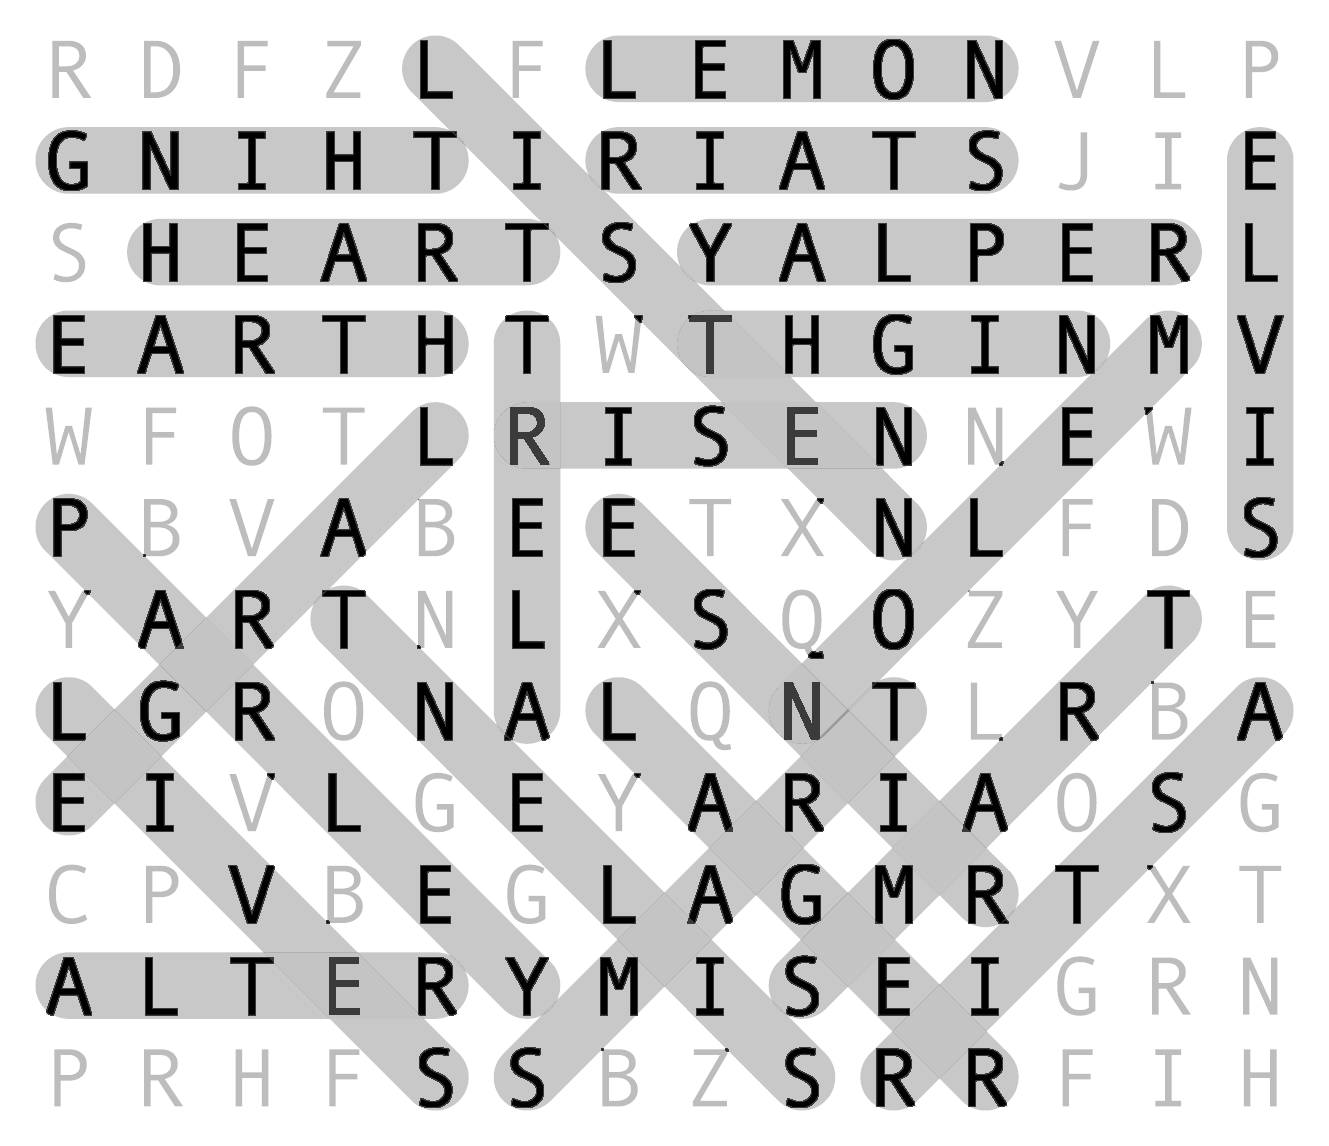 R D F Z L F L E M O N V L P
G N I H T I R I A T S J I E
S H E A R T S Y A L P E R L
E A R T H T W T H G I N M V
W F O T L R I S E N N E W I
P B V A B E E T X N L F D S
Y A R T N L X S Q O Z Y T E
L G R O N A L Q N T L R B A
E I V L G E Y A R I A O S G
C P V B E G L A G M R T X T
A L T E R Y M I S E I G R N
P R H F S S B Z S R R F I H